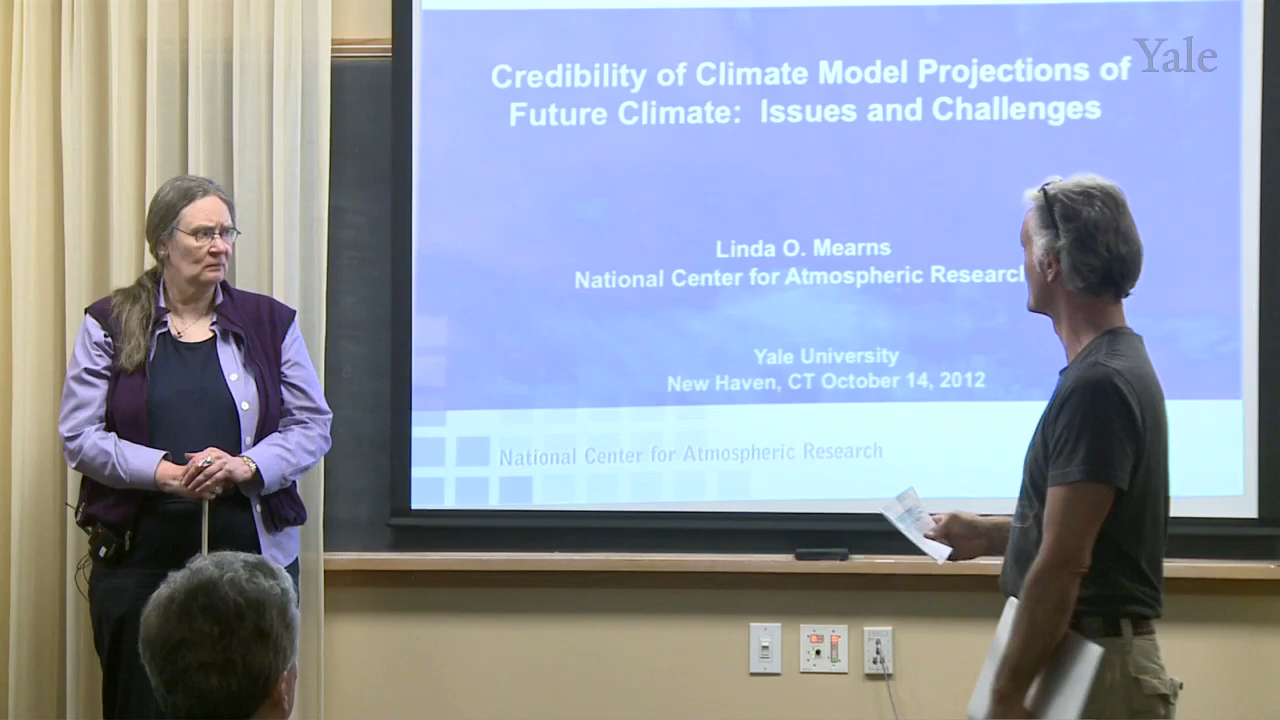 Yale
Credibility of Climate Model Projections of
Future Climate: Issues and Challenges
Linda O. Mearns
National Center for Atmospheric Research
Yale University
New Haven, CT October 14, 2012
National Center for Atmospheric Research